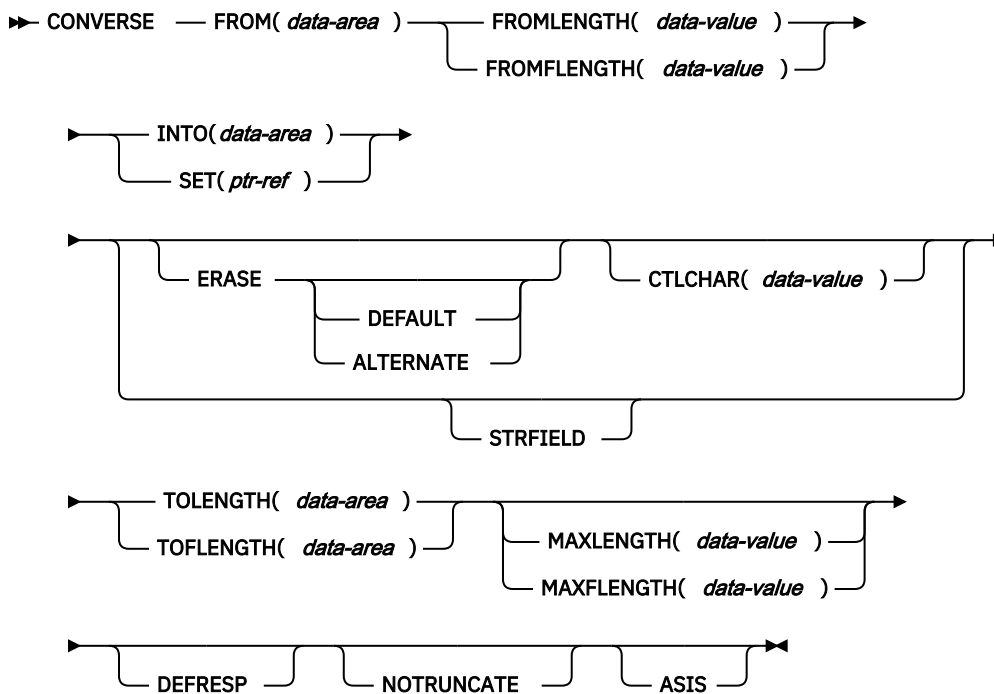 CONVERSE FROM( data-area ) FROMLENGTH( data-value )
FROMFLENGTH( data-value )
INTO( data-area )
SET( ptr-ref )
ERASE CTLCHAR( data-value )
DEFAULT
ALTERNATE
STRFIELD
TOLENGTH( data-area )
TOFLENGTH( data-area ) MAXLENGTH( data-value )
MAXFLENGTH( data-value )
DEFRESP NOTRUNCATE ASIS